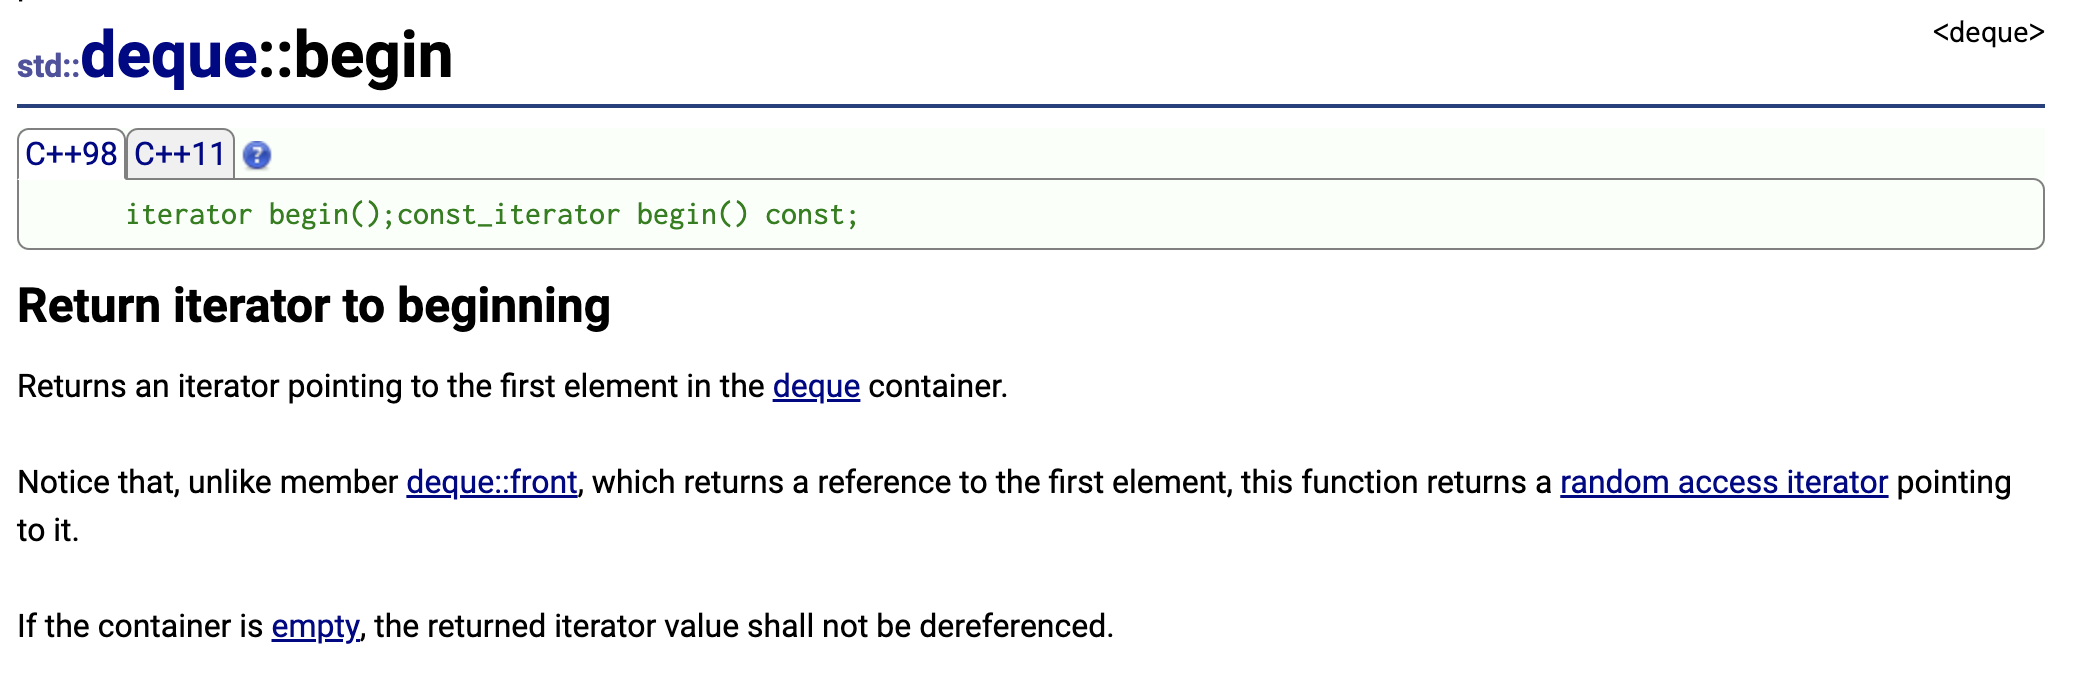 std::deque::begin
<deque>
C++98 C++11 ?
iterator begin();const_iterator begin() const;
Return iterator to beginning
Returns an iterator pointing to the first element in the deque container.
Notice that, unlike member deque::front, which returns a reference to the first element, this function returns a random access iterator pointing
to it.
If the container is empty, the returned iterator value shall not be dereferenced.